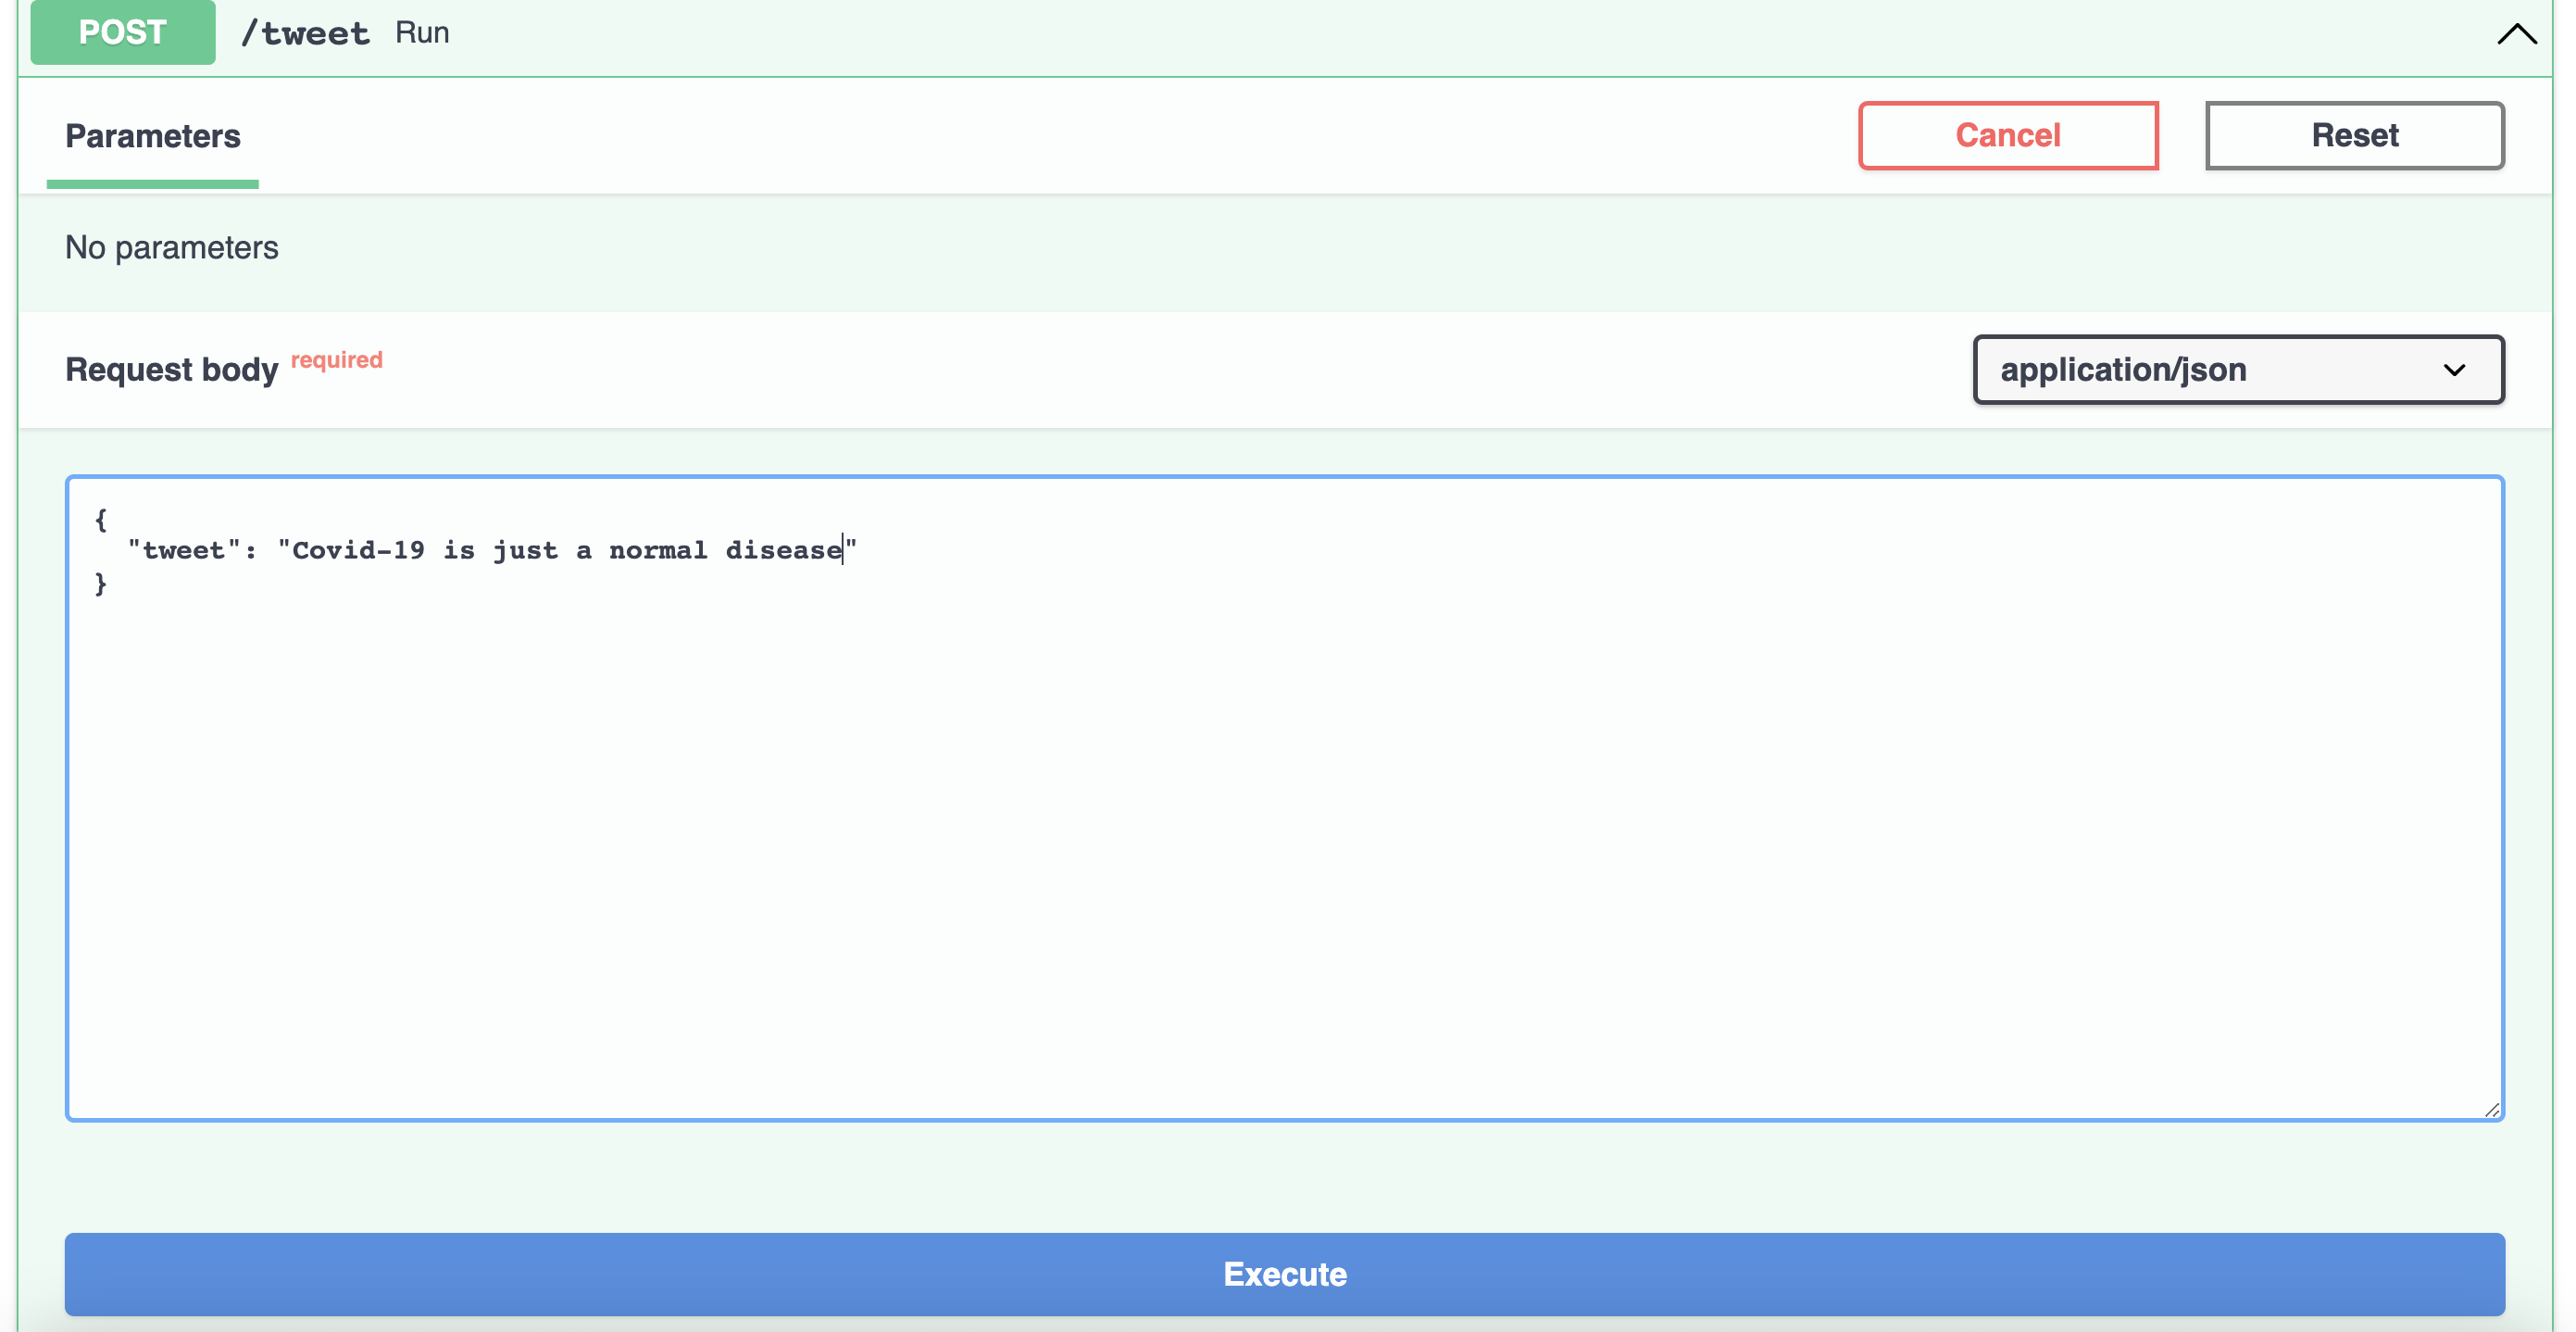 POST /tweet Run
Parameters Cancel Reset
No parameters
Request body required application/json
{
"tweet": "Covid-19 is just a normal disease"
}
Execute